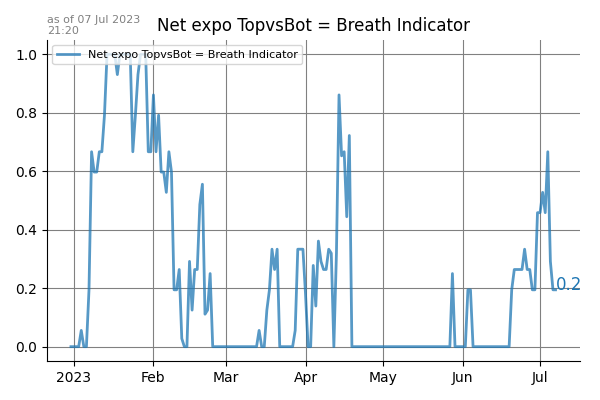 as of 07 Jul 2023
21:20
Net expo TopvsBot = Breath Indicator
Net expo TopvsBot = Breath Indicator
1.0
0.8
0.6
0.4
0.2
0.0
0.2
2023 Feb Mar Apr May Jun Jul